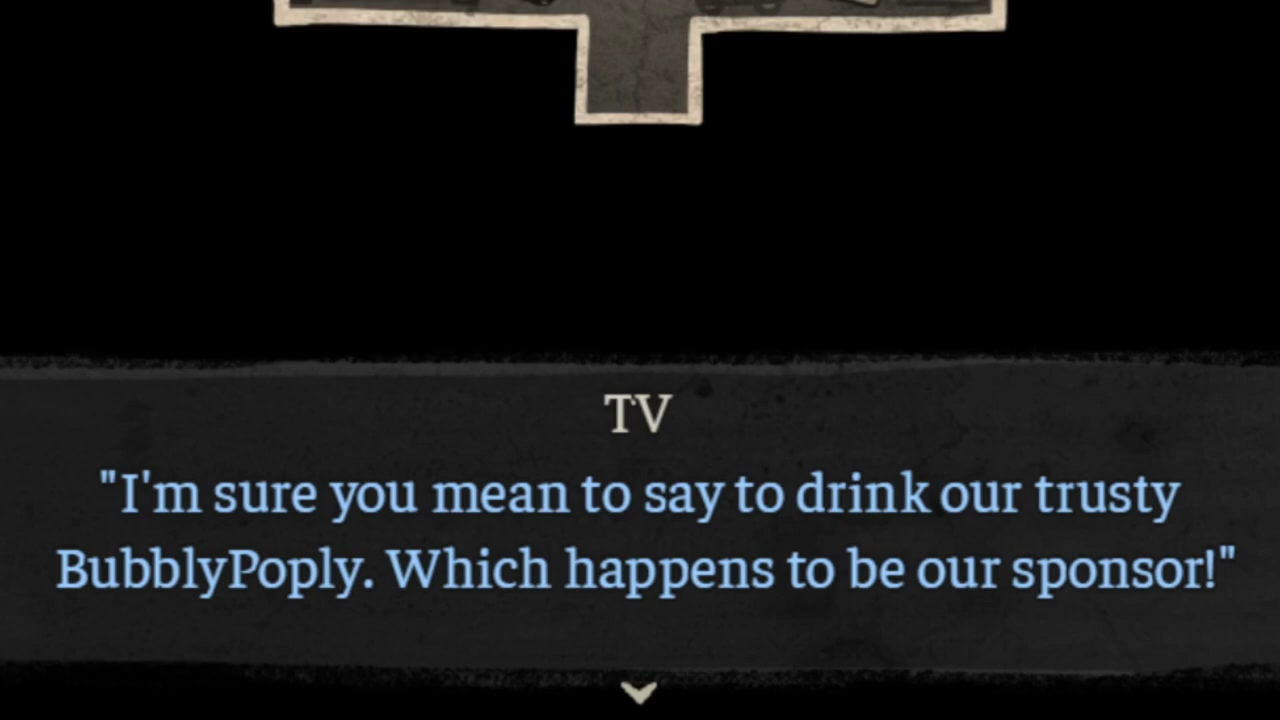 TV
"I'm sure you mean to say to drink our trusty
BubblyPoply. Which happens to be our sponsor!"